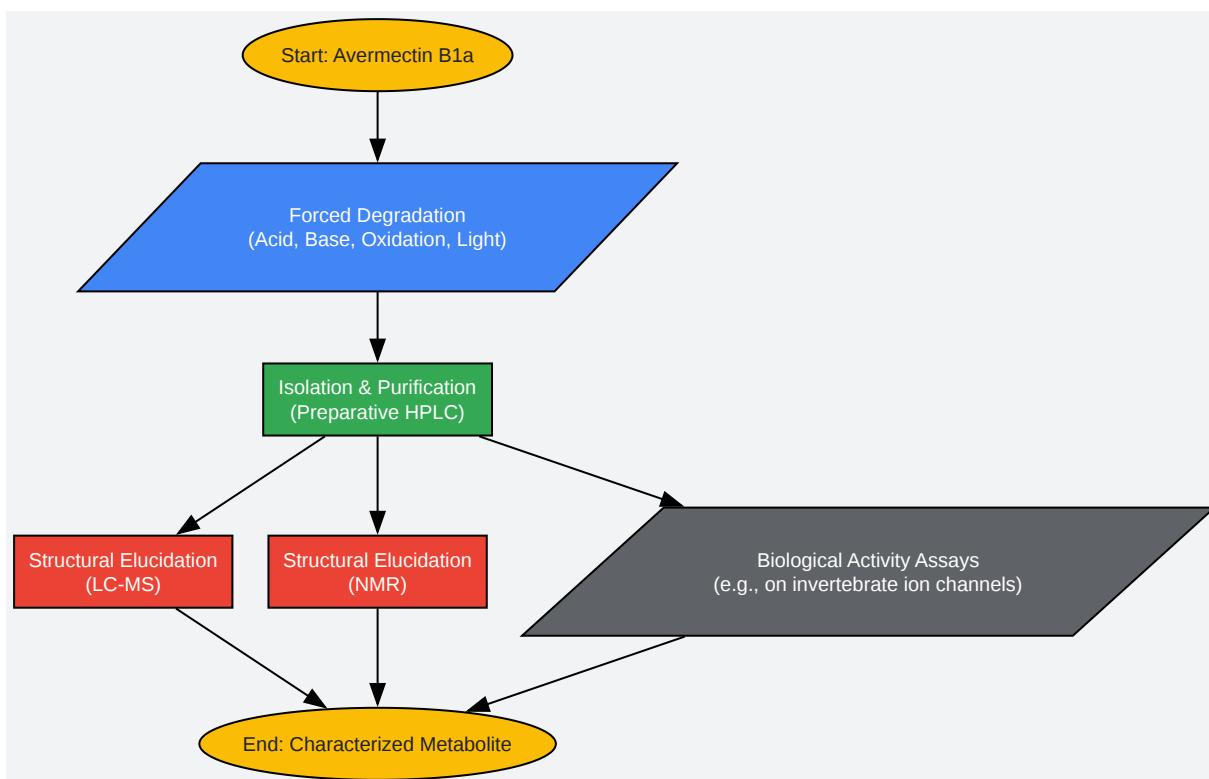 Start: Avermectin B1a
Forced Degradation
(Acid, Base, Oxidation, Light)
Isolation & Purification
(Preparative HPLC)
Structural Elucidation
(LC-MS)
Structural Elucidation
(NMR)
Biological Activity Assays
(e.g., on invertebrate ion channels)
End: Characterized Metabolite